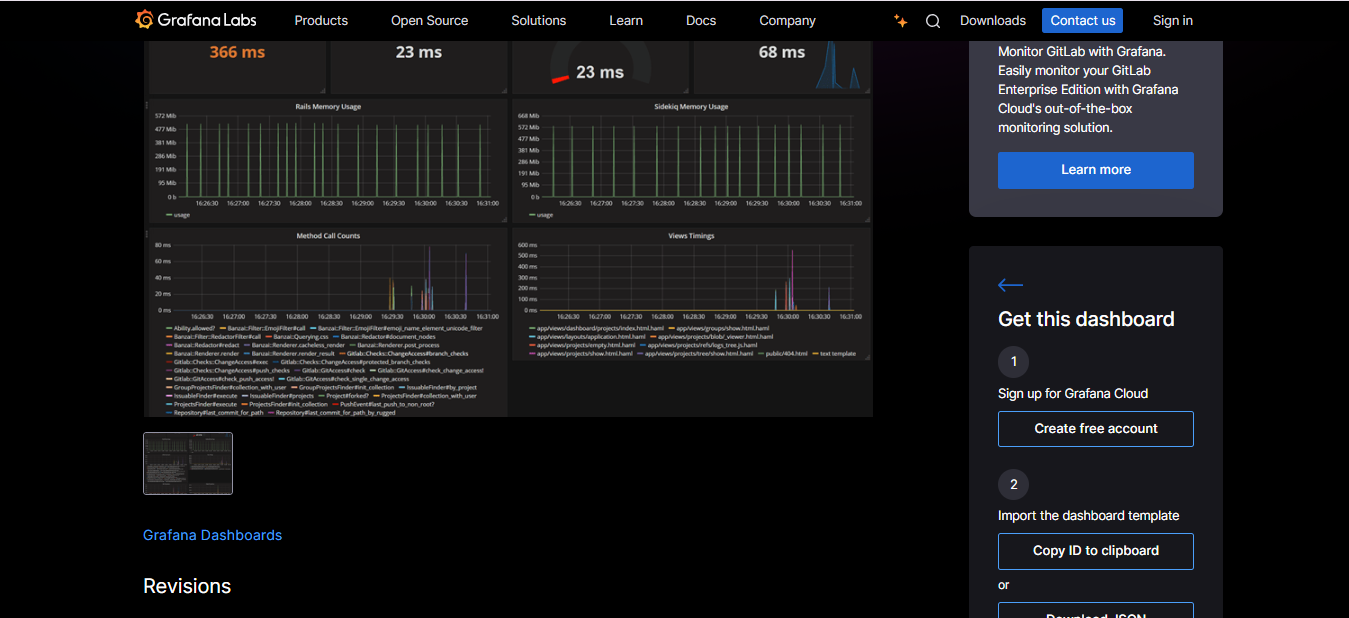 Grafana Labs
Products
Open Source
Solutions
Learn
Docs
Company
Downloads
Contact us
Sign in
366 ms
23 ms
23 ms
68 ms
Rails Memory Usage
572 MiB
477 MiB
381 MiB
286 MiB
191 MiB
95 MiB
0 b
16:26:30 16:27:00 16:27:30 16:28:00 16:28:30 16:29:00 16:29:30 16:30:00 16:30:30 16:31:00
usage
Sidekiq Memory Usage
668 MiB
572 MiB
477 MiB
381 MiB
286 MiB
191 MiB
95 MiB
0 b
16:26:30 16:27:00 16:27:30 16:28:00 16:28:30 16:29:00 16:29:30 16:30:00 16:30:30 16:31:00
usage
Method Call Counts
80 ms
60 ms
40 ms
20 ms
0 ms
16:26:30 16:27:00 16:27:30 16:28:00 16:28:30 16:29:00 16:29:30 16:30:00 16:30:30 16:31:00
Ability.allowed? Banzai::Filter::EmojiFilter#call Banzai::Filter::EmojiFilter#emoji_name_element_unicode_filter
Banzai::Filter::RedactorFilter#call Banzai::Querying.css Banzai::Redactor#document_nodes
Banzai::Redactor#redact Banzai::Renderer.cacheless_render Banzai::Renderer.post_process
Banzai::Renderer.render Banzai::Renderer.render_result Gitlab::Checks::ChangeAccess#branch_checks
Gitlab::Checks::ChangeAccess#exec Gitlab::Checks::ChangeAccess#protected_branch_checks
Gitlab::Checks::ChangeAccess#push_checks Gitlab::GitAccess#check Gitlab::GitAccess#check_change_access!
Gitlab::GitAccess#check_push_access! Gitlab::GitAccess#check_single_change_access
GroupProjectsFinder#collection_with_user GroupProjectsFinder#init_collection IssuableFinder#by_project
IssuableFinder#execute IssuableFinder#projects Project#forked? ProjectsFinder#collection_with_user
ProjectsFinder#execute ProjectsFinder#init_collection PushEvent#last_push_to_non_root?
Repository#last_commit_for_path Repository#last_commit_for_path_by_rugged
Views Timings
600 ms
500 ms
400 ms
300 ms
200 ms
100 ms
0 ms
16:26:30 16:27:00 16:27:30 16:28:00 16:28:30 16:29:00 16:29:30 16:30:00 16:30:30 16:31:00
app/views/dashboard/projects/index.html.haml app/views/groups/show.html.haml
app/views/layouts/application.html.haml app/views/projects/blob/_viewer.html.haml
app/views/projects/empty.html.haml app/views/projects/refs/logs_tree.js.haml
app/views/projects/show.html.haml app/views/projects/tree/show.html.haml public/404.html text template
Grafana Dashboards
Revisions
Monitor GitLab with Grafana.
Easily monitor your GitLab
Enterprise Edition with Grafana
Cloud's out-of-the-box
monitoring solution.
Learn more
Get this dashboard
1
Sign up for Grafana Cloud
Create free account
2
Import the dashboard template
Copy ID to clipboard
or
Download JSON